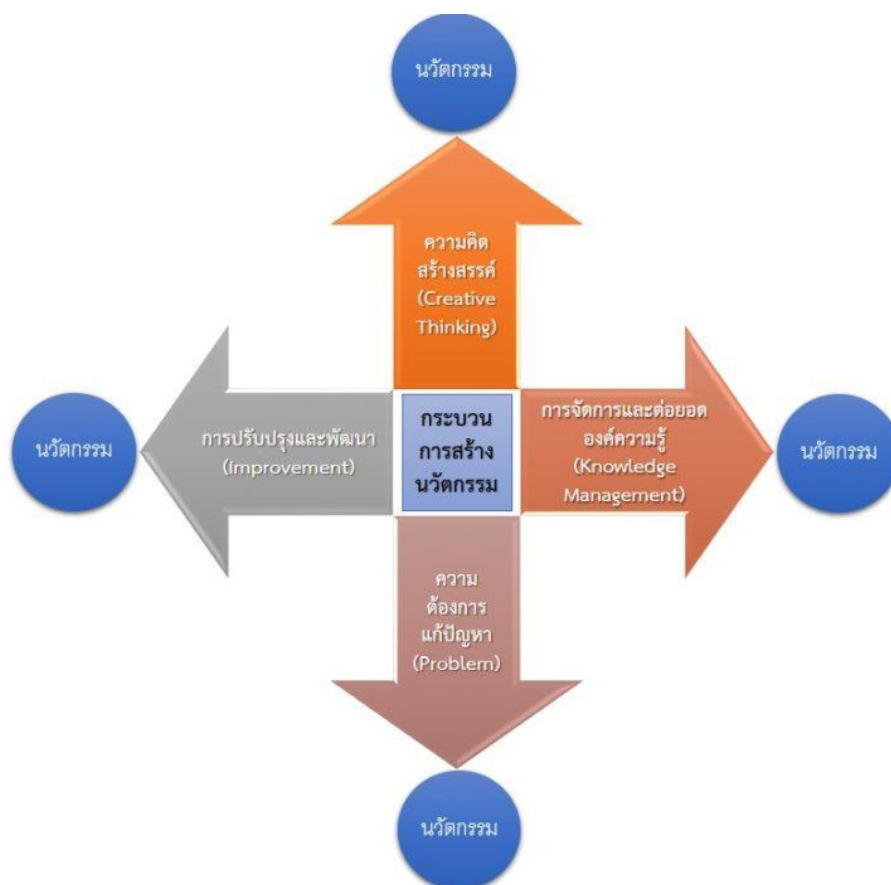 นวัตกรรม
ความคิด
สร้างสรรค์
(Creative
Thinking)
นวัตกรรม
การปรับปรุงและพัฒนา
(Improvement)
กระบวน
การสร้าง
นวัตกรรม
การจัดการและต่อยอด
องค์ความรู้
(Knowledge
Management)
นวัตกรรม
ความ
ต้องการ
แก้ปัญหา
(Problem)
นวัตกรรม